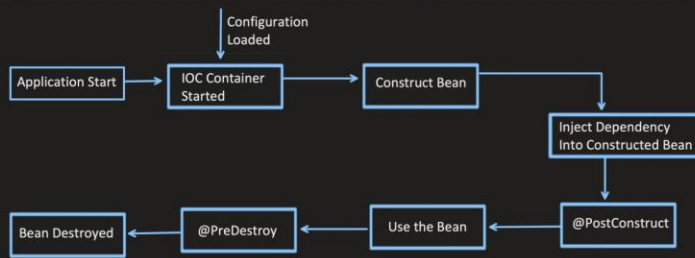 Configuration
Loaded
Application Start
IOC Container
Started
Construct Bean
Inject Dependency
Into Constructed Bean
@PostConstruct
Use the Bean
@PreDestroy
Bean Destroyed